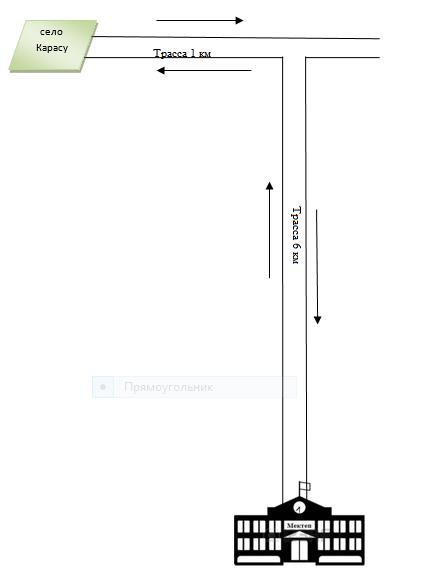 село
Карасу
Трасса 1 км
Трасса 6 км
Прямоугольник
Мектеп